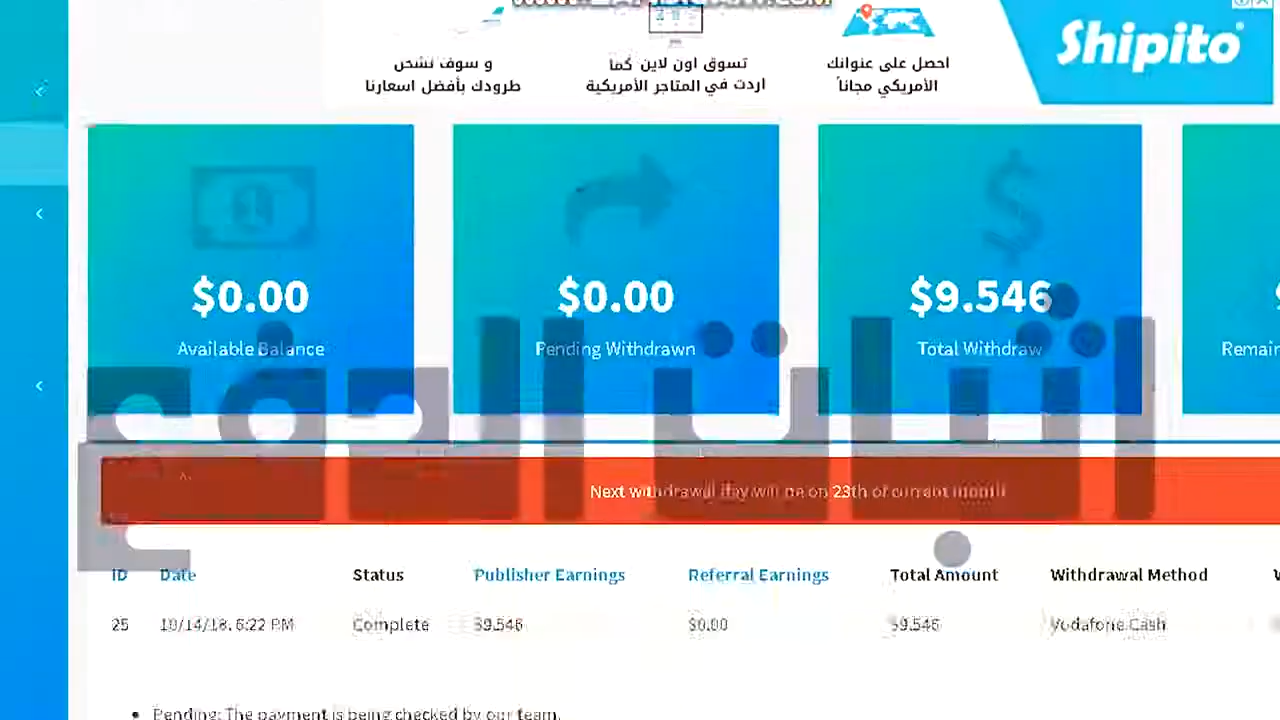 احصل على عنوانك
الأمريكي مجاناً
تسوق اون لاين كما
اردت في المتاجر الأمريكية
و سوف نشحن
طرودك بأفضل اسعارنا
Shipito
$0.00
Available Balance
$0.00
Pending Withdrawn
$9.546
Total Withdraw
Remain
اثبات الدفع
Next withdrawal day will be on 23th of current month
ID Date Status Publisher Earnings Referral Earnings Total Amount Withdrawal Method
25 10/14/18, 6:22 PM Complete $9.546 $0.00 $9.546 Vodafone Cash
• Pending: The payment is being checked by our team.